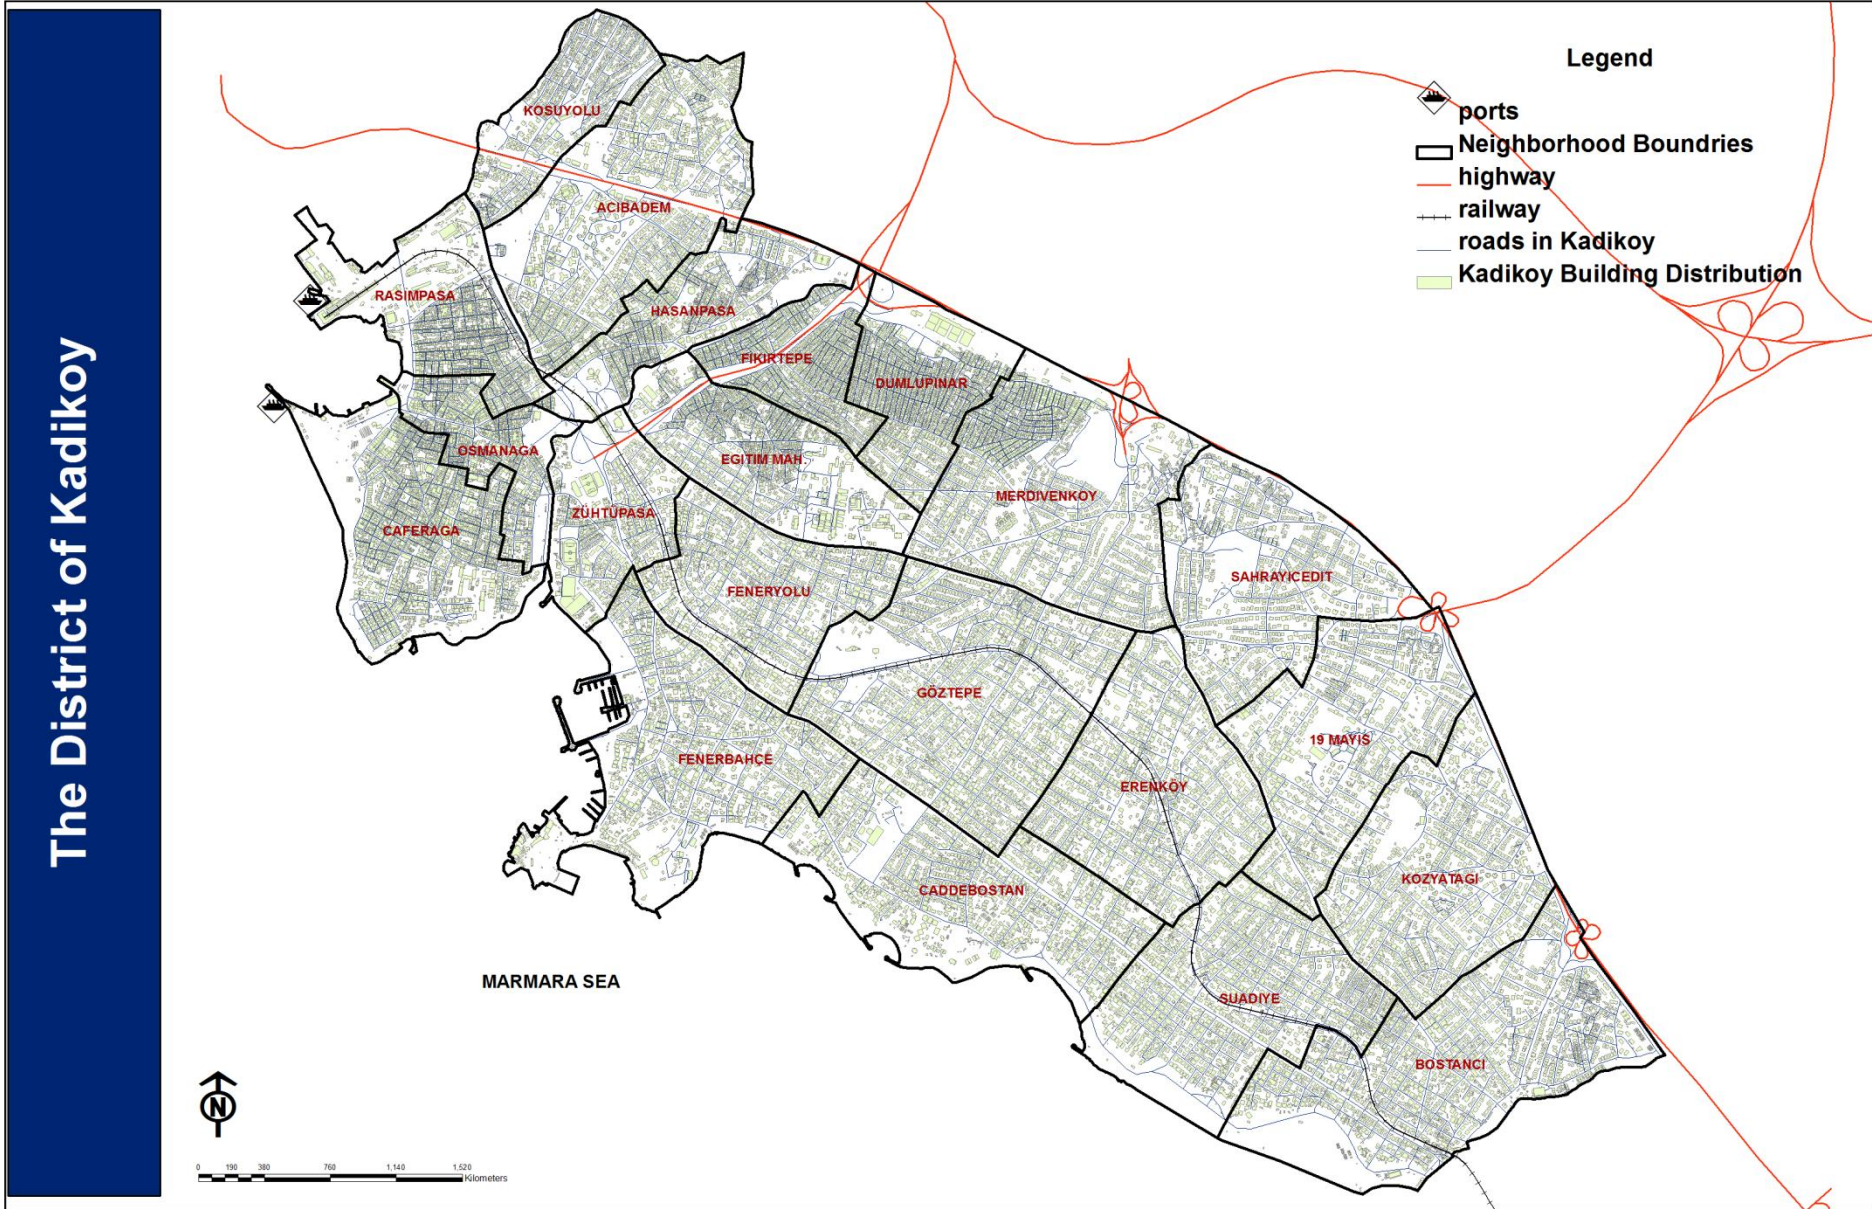 The District of Kadikoy
Legend
ports
Neighborhood Boundries
highway
railway
roads in Kadikoy
Kadikoy Building Distribution
KOSUYOLU
ACIBADEM
RASIMPASA
HASANPASA
FIKIRTEPE
DUMLUPINAR
OSMANAGA
EGITIM MAH.
MERDIVENKOY
ZUHTUPASA
CAFERAGA
SAHRAYICEDIT
FENERYOLU
GÖZTEPE
19 MAYIS
FENERBAHÇE
ERENKÖY
KOZYATAGI
CADDEBOSTAN
MARMARA SEA
SUADIYE
BOSTANCI
N
0 190 380 760 1,140 1,520
Kilometers